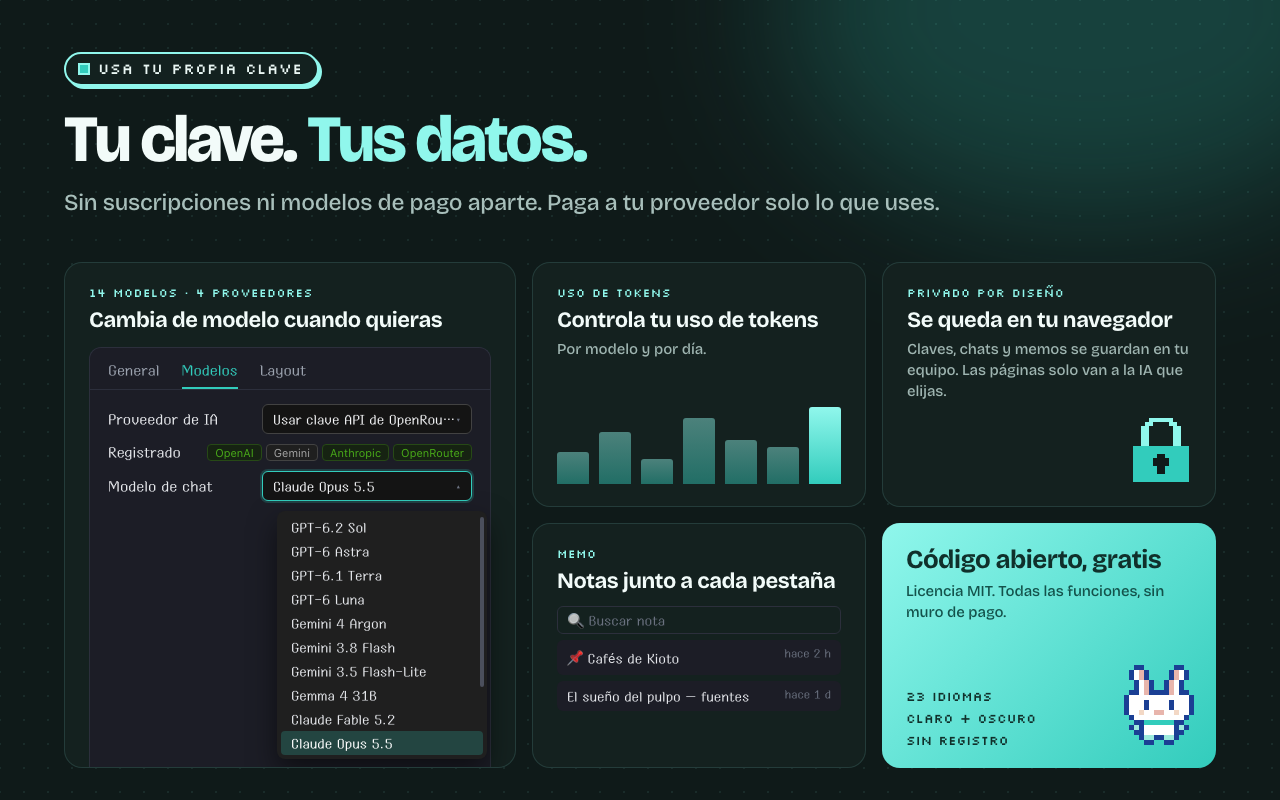 USA TU PROPIA CLAVE
Tu clave. Tus datos.
Sin suscripciones ni modelos de pago aparte. Paga a tu proveedor solo lo que uses.
14 MODELOS · 4 PROVEEDORES
Cambia de modelo cuando quieras
General Modelos Layout
Proveedor de IA Usar clave API de OpenRou…
Registrado OpenAI Gemini Anthropic OpenRouter
Modelo de chat Claude Opus 5.5
GPT-6.2 Sol
GPT-6 Astra
GPT-6.1 Terra
GPT-6 Luna
Gemini 4 Argon
Gemini 3.8 Flash
Gemini 3.5 Flash-Lite
Gemma 4 31B
Claude Fable 5.2
Claude Opus 5.5
USO DE TOKENS
Controla tu uso de tokens
Por modelo y por día.
PRIVADO POR DISEÑO
Se queda en tu navegador
Claves, chats y memos se guardan en tu
equipo. Las páginas solo van a la IA que
elijas.
MEMO
Notas junto a cada pestaña
Buscar nota
Cafés de Kioto hace 2 h
El sueño del pulpo — fuentes hace 1 d
Código abierto, gratis
Licencia MIT. Todas las funciones, sin
muro de pago.
23 IDIOMAS
CLARO + OSCURO
SIN REGISTRO